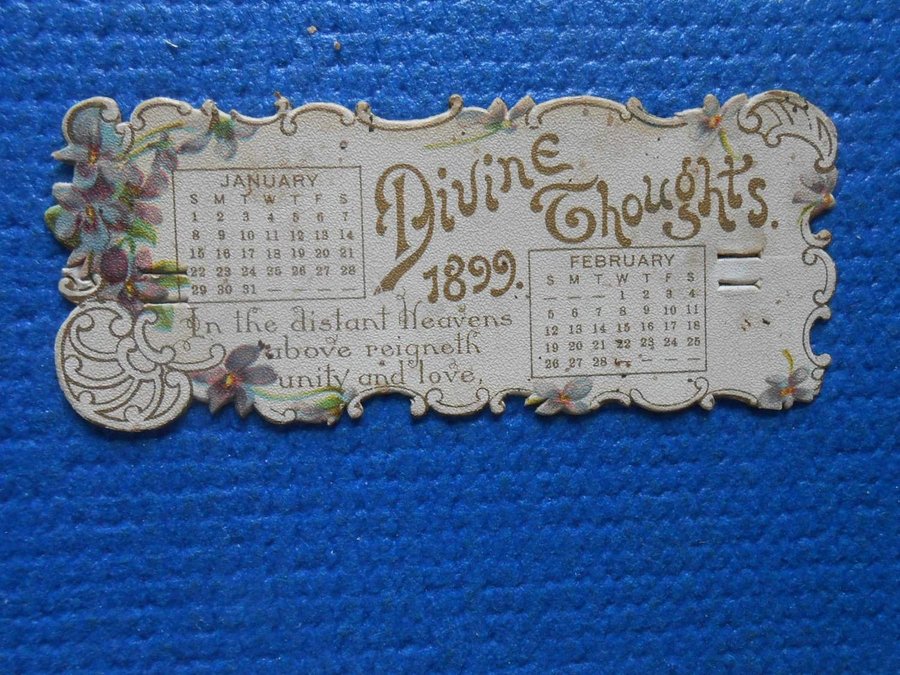 Divine
Thoughts.
1899.
JANUARY
S M T W T F S
1 2 3 4 5 6 7
8 9 10 11 12 13 14
15 16 17 18 19 20 21
22 23 24 25 26 27 28
29 30 31 — — — —
FEBRUARY
S M T W T F S
— — — 1 2 3 4
5 6 7 8 9 10 11
12 13 14 15 16 17 18
19 20 21 22 23 24 25
26 27 28 — — — —
In the distant Heavens
above reigneth
unity and love.